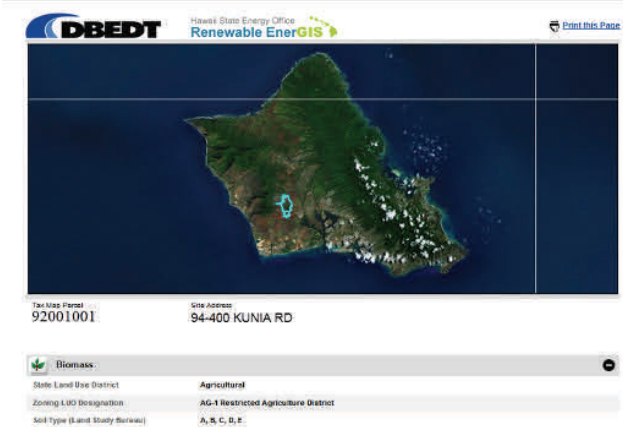 DBEDT
Hawaii State Energy Office
Renewable EnerGIS
Print this Page
Tax Map Parcel
92001001
Site Address
94-400 KUNIA RD
Biomass
State Land Use District
Agricultural
Zoning LUO Designation
AG-1 Restricted Agriculture District
Soil Type (Land Study Bureau)
A, B, C, D, E